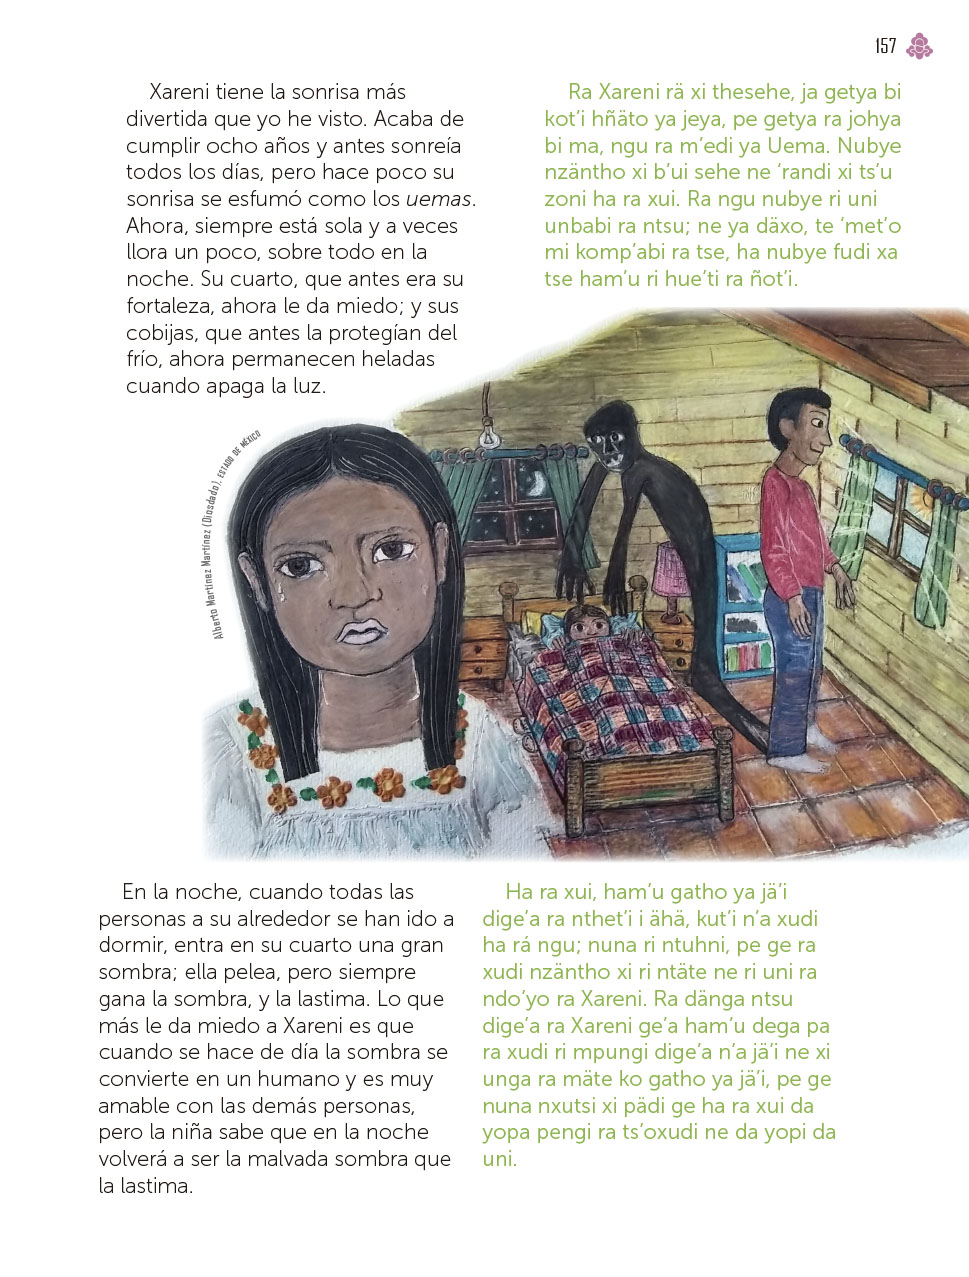 157
Xareni tiene la sonrisa más
divertida que yo he visto. Acaba de
cumplir ocho años y antes sonreía
todos los días, pero hace poco su
sonrisa se esfumó como los uemas.
Ahora, siempre está sola y a veces
llora un poco, sobre todo en la
noche. Su cuarto, que antes era su
fortaleza, ahora le da miedo; y sus
cobijas, que antes la protegían del
frío, ahora permanecen heladas
cuando apaga la luz.
Ra Xareni rä xi thesehe, ja getya bi
kot’i hñäto ya jeya, pe getya ra johya
bi ma, ngu ra m’edi ya Uema. Nubye
nzäntho xi b’ui sehe ne ‘randi xi ts’u
zoni ha ra xui. Ra ngu nubye ri uni
unbabi ra ntsu; ne ya däxo, te ‘met’o
mi komp’abi ra tse, ha nubye fudi xa
tse ham’u ri hue’ti ra ñot’i.
Alberto Martínez Martínez (Diosdado), ESTADO DE MÉXICO
En la noche, cuando todas las
personas a su alrededor se han ido a
dormir, entra en su cuarto una gran
sombra; ella pelea, pero siempre
gana la sombra, y la lastima. Lo que
más le da miedo a Xareni es que
cuando se hace de día la sombra se
convierte en un humano y es muy
amable con las demás personas,
pero la niña sabe que en la noche
volverá a ser la malvada sombra que
la lastima.
Ha ra xui, ham’u gatho ya jä’i
dige’a ra nthet’i i ähä, kut’i n’a xudi
ha rá ngu; nuna ri ntuhni, pe ge ra
xudi nzäntho xi ri ntäte ne ri uni ra
ndo’yo ra Xareni. Ra dänga ntsu
dige’a ra Xareni ge’a ham’u dega pa
ra xudi ri mpungi dige’a n’a jä’i ne xi
unga ra mäte ko gatho ya jä’i, pe ge
nuna nxutsi xi pädi ge ha ra xui da
yopa pengi ra ts’oxudi ne da yopi da
uni.